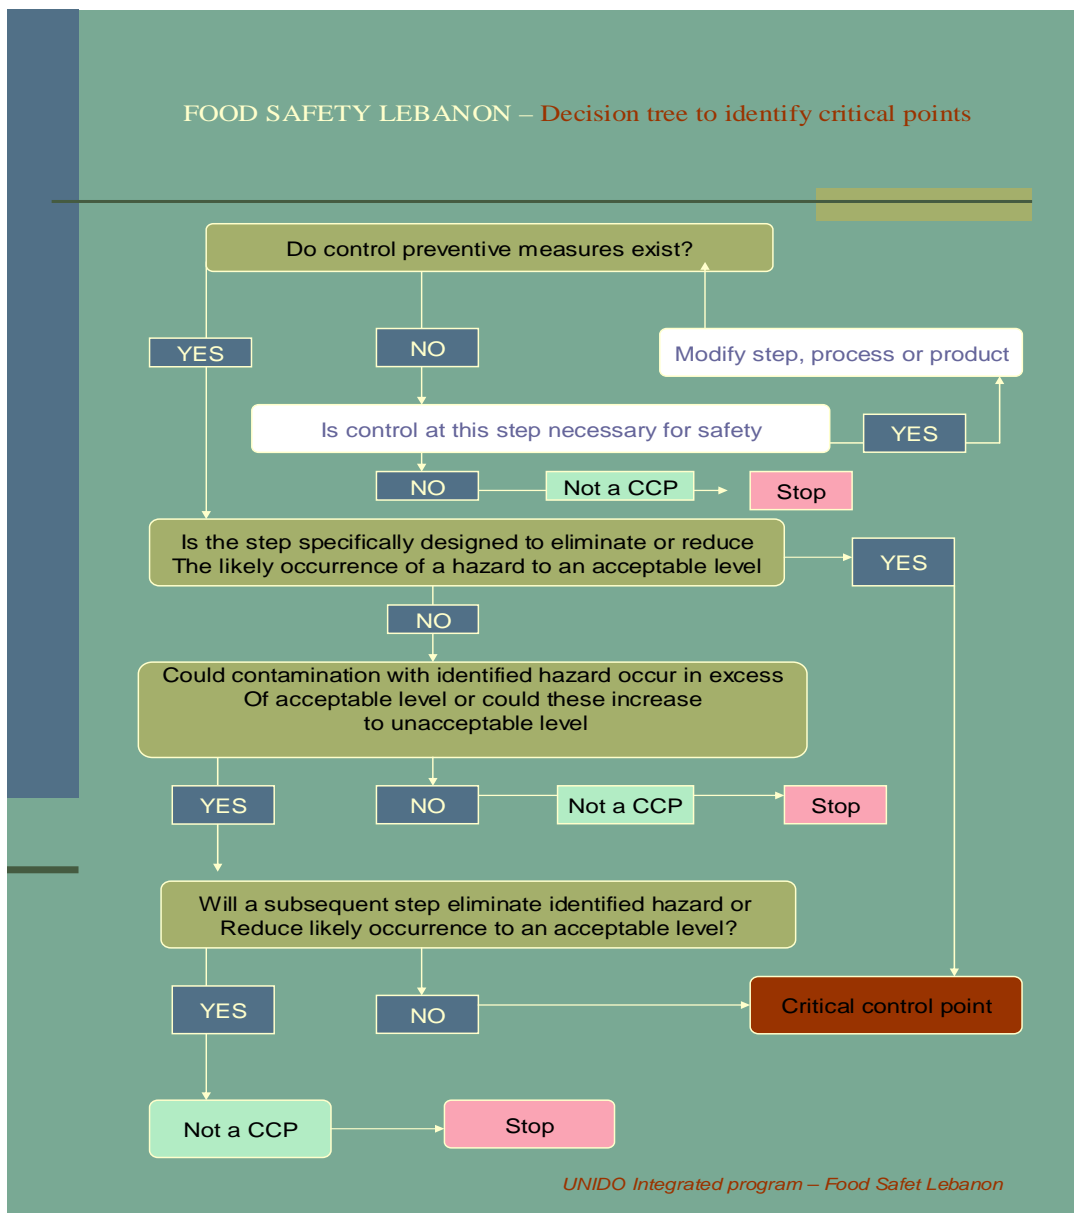 FOOD SAFETY LEBANON – Decision tree to identify critical points
Do control preventive measures exist?
YES
NO
Modify step, process or product
Is control at this step necessary for safety
YES
NO
Not a CCP
Stop
Is the step specifically designed to eliminate or reduce
The likely occurrence of a hazard to an acceptable level
YES
NO
Could contamination with identified hazard occur in excess
Of acceptable level or could these increase
to unacceptable level
YES
NO
Not a CCP
Stop
Will a subsequent step eliminate identified hazard or
Reduce likely occurrence to an acceptable level?
YES
NO
Critical control point
Not a CCP
Stop
UNIDO Integrated program – Food Safet Lebanon